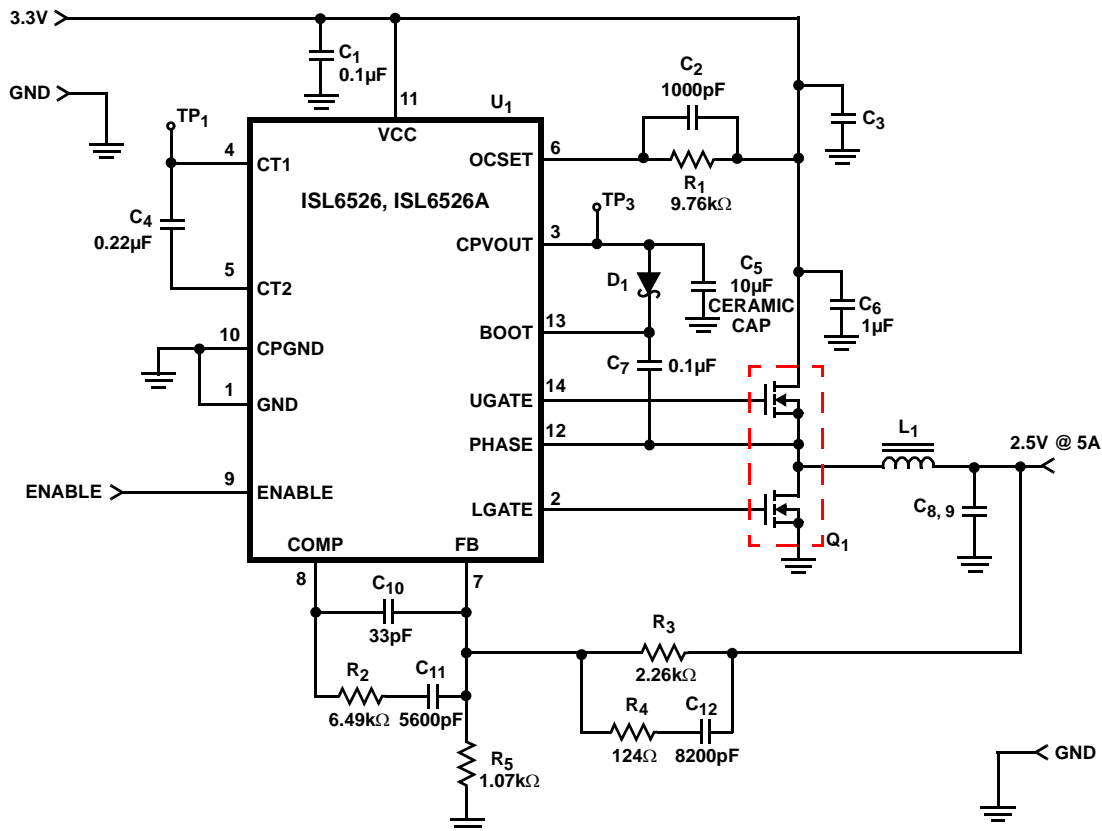 3.3V
C1
0.1µF
GND
TP1
11
U1
VCC
C2
1000pF
C3
4
CT1
OCSET
6
R1
9.76kΩ
ISL6526, ISL6526A
TP3
C4
0.22µF
CPVOUT
3
5
CT2
D1
C5
10µF
CERAMIC
CAP
C6
1µF
BOOT
13
10
CPGND
C7
0.1µF
1
GND
UGATE
14
PHASE
12
L1
2.5V @ 5A
ENABLE
9
ENABLE
LGATE
2
C8, 9
Q1
COMP
FB
8
7
C10
33pF
R3
2.26kΩ
R2
6.49kΩ
C11
5600pF
R4
124Ω
C12
8200pF
R5
1.07kΩ
GND